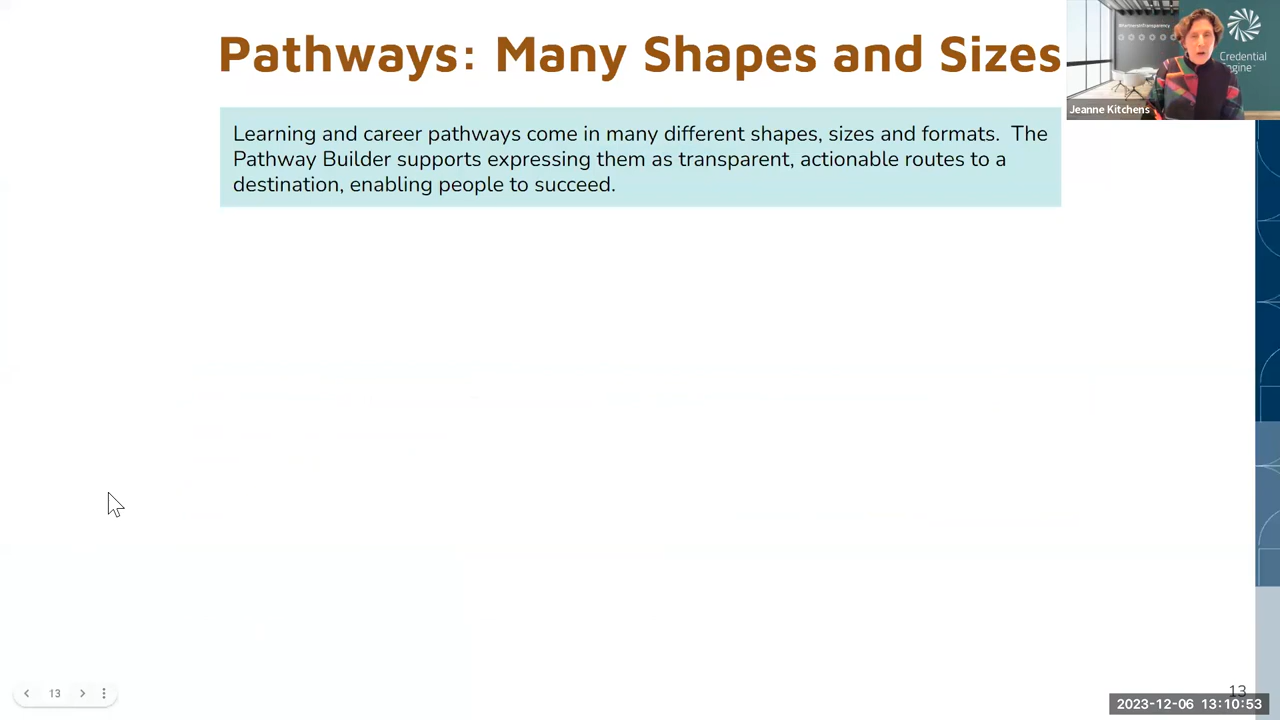 Pathways: Many Shapes and Sizes
Learning and career pathways come in many different shapes, sizes and formats. The
Pathway Builder supports expressing them as transparent, actionable routes to a
destination, enabling people to succeed.
Credential
Engine
Jeanne Kitchens
13
13
2023-12-06 13:10:53